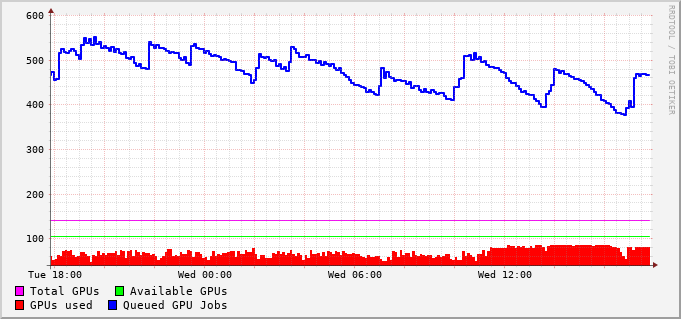 600
500
400
300
200
100
Tue 18:00 Wed 00:00 Wed 06:00 Wed 12:00
Total GPUs Available GPUs
GPUs used Queued GPU Jobs
RRDTOOL / TOBI OETIKER